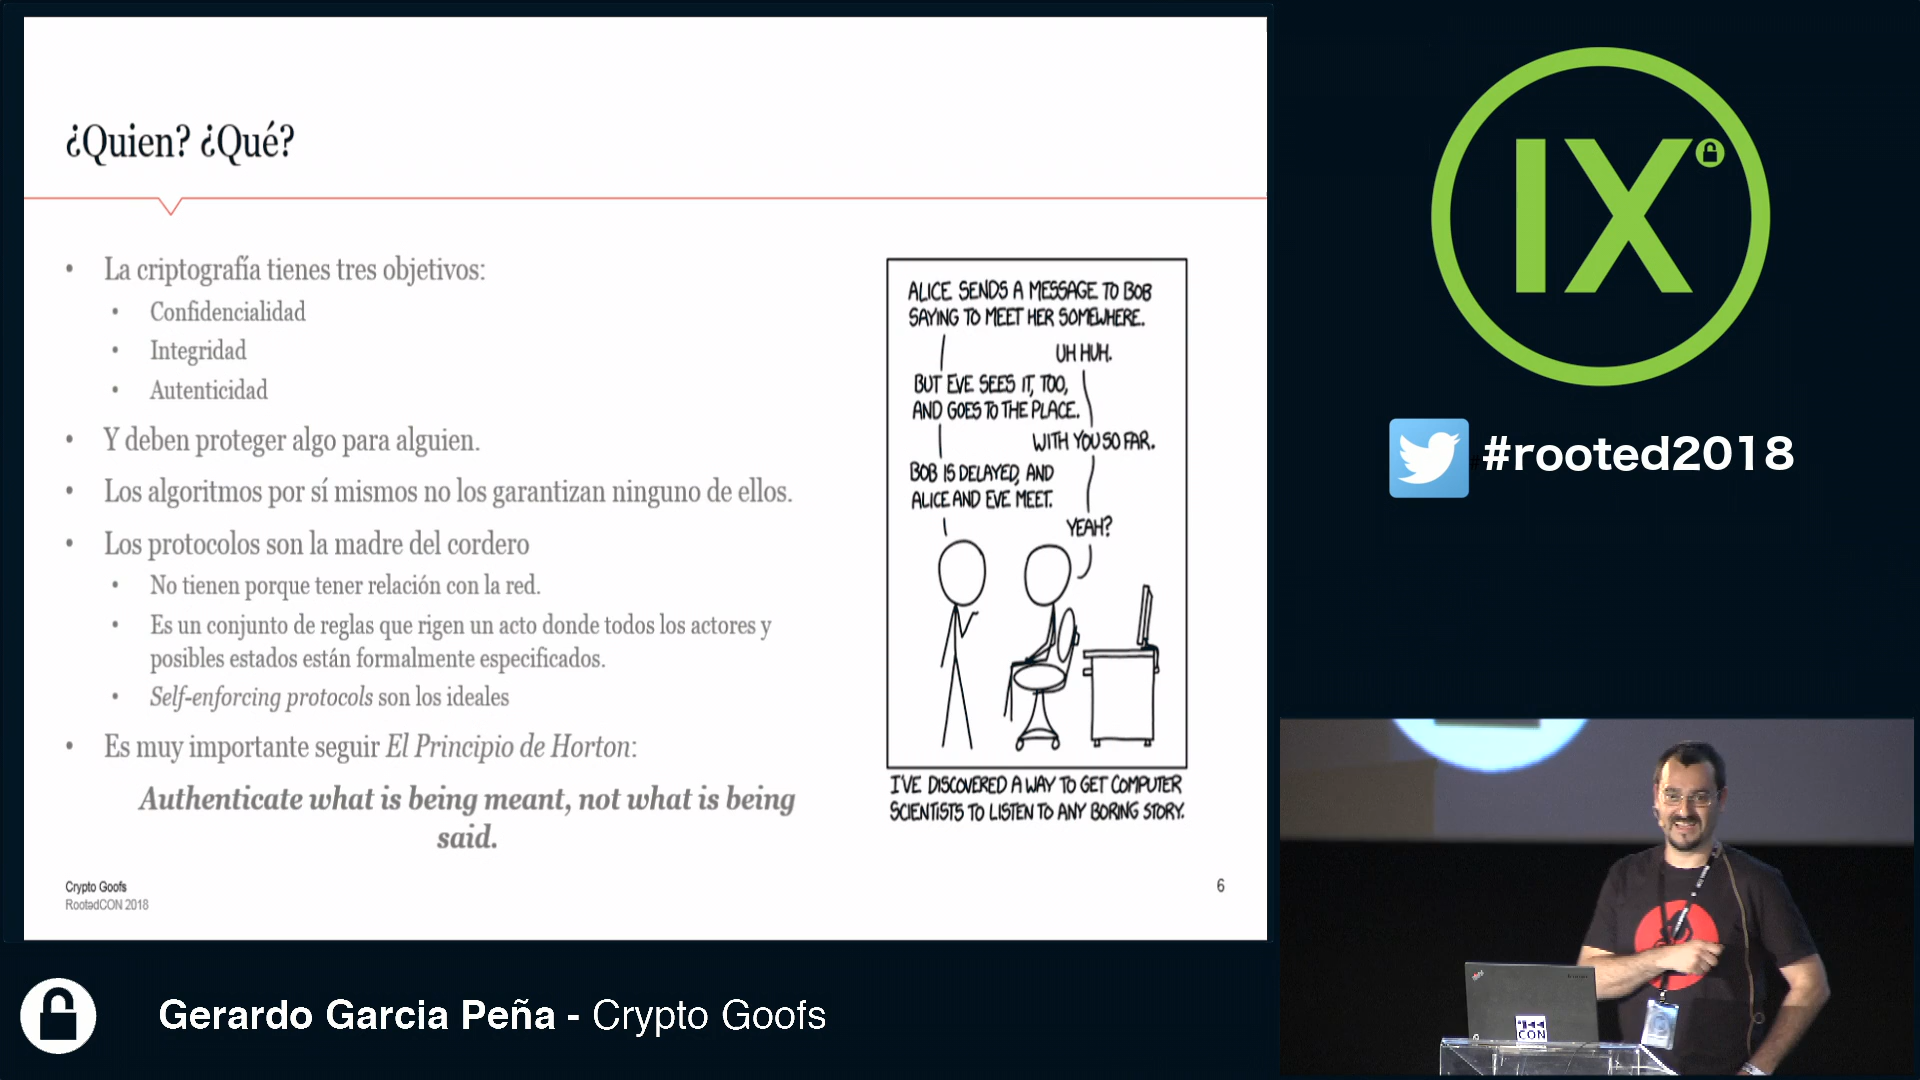 ¿Quien? ¿Qué?
• La criptografía tienes tres objetivos:
• Confidencialidad
• Integridad
• Autenticidad
• Y deben proteger algo para alguien.
• Los algoritmos por sí mismos no los garantizan ninguno de ellos.
• Los protocolos son la madre del cordero
• No tienen porque tener relación con la red.
• Es un conjunto de reglas que rigen un acto donde todos los actores y
posibles estados están formalmente especificados.
• Self-enforcing protocols son los ideales
• Es muy importante seguir El Principio de Horton:
Authenticate what is being meant, not what is being
said.
Crypto Goofs
RootedCON 2018
6
ALICE SENDS A MESSAGE TO BOB
SAYING TO MEET HER SOMEWHERE.
UH HUH.
BUT EVE SEES IT, TOO,
AND GOES TO THE PLACE.
WITH YOU SO FAR.
BOB IS DELAYED, AND
ALICE AND EVE MEET.
YEAH?
I'VE DISCOVERED A WAY TO GET COMPUTER
SCIENTISTS TO LISTEN TO ANY BORING STORY.
IX
#rooted2018
CON
Gerardo Garcia Peña - Crypto Goofs